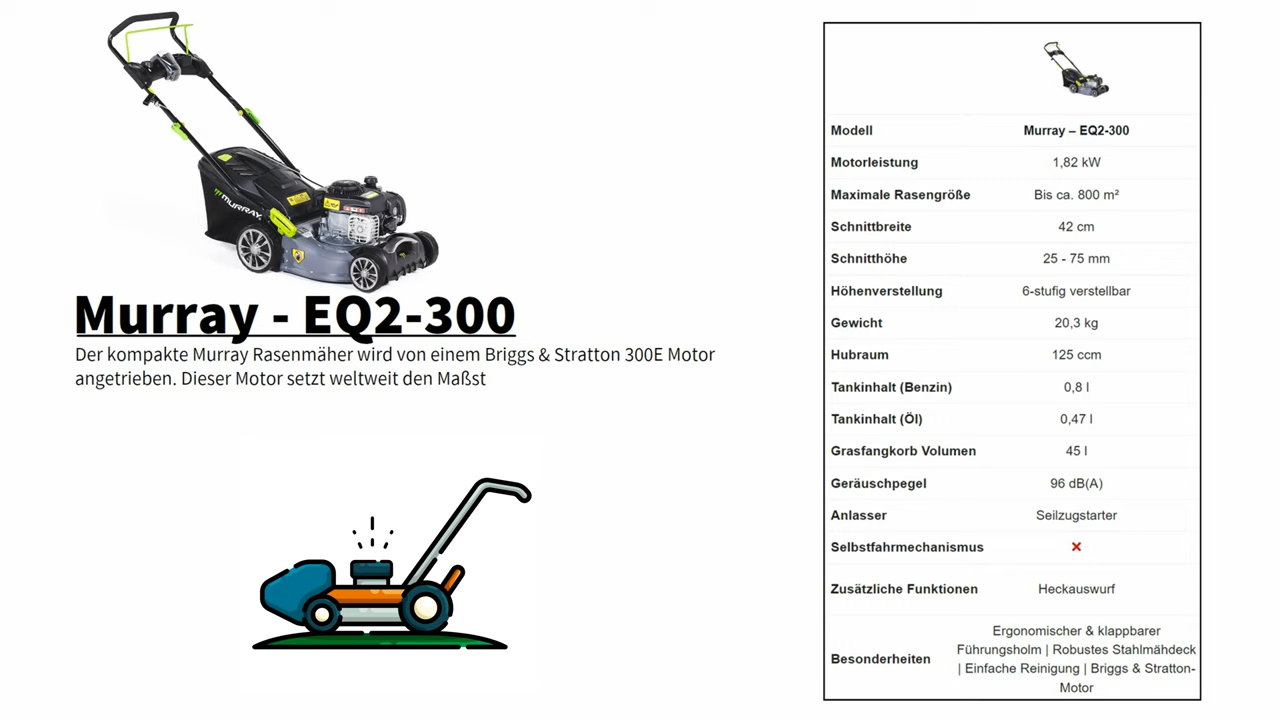 MURRAY
Murray - EQ2-300
Der kompakte Murray Rasenmäher wird von einem Briggs & Stratton 300E Motor
angetrieben. Dieser Motor setzt weltweit den Maßst
Modell Murray – EQ2-300
Motorleistung 1,82 kW
Maximale Rasengröße Bis ca. 800 m²
Schnittbreite 42 cm
Schnitthöhe 25 - 75 mm
Höhenverstellung 6-stufig verstellbar
Gewicht 20,3 kg
Hubraum 125 ccm
Tankinhalt (Benzin) 0,8 l
Tankinhalt (Öl) 0,47 l
Grasfangkorb Volumen 45 l
Geräuschpegel 96 dB(A)
Anlasser Seilzugstarter
Selbstfahrmechanismus ❌
Zusätzliche Funktionen Heckauswurf
Besonderheiten Ergonomischer & klappbarer
Führungsholm | Robustes Stahlmähdeck
| Einfache Reinigung | Briggs & Stratton-
Motor